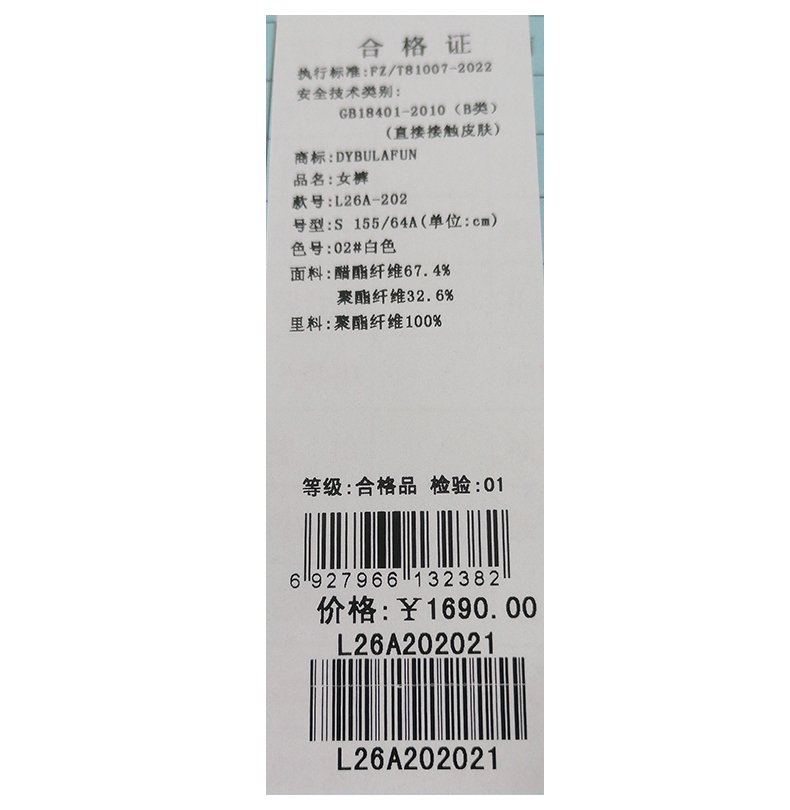 合格证
执行标准:FZ/T81007-2022
安全技术类别:
GB18401-2010（B类）
(直接接触皮肤)
商标:DYBULAFUN
品名:女裤
款号:L26A-202
号型:S 155/64A(单位:cm)
色号:02#白色
面料:醋酯纤维67.4%
聚酯纤维32.6%
里料:聚酯纤维100%
等级:合格品 检验:01
6 927966 132382
价格:￥1690.00
L26A202021
L26A202021